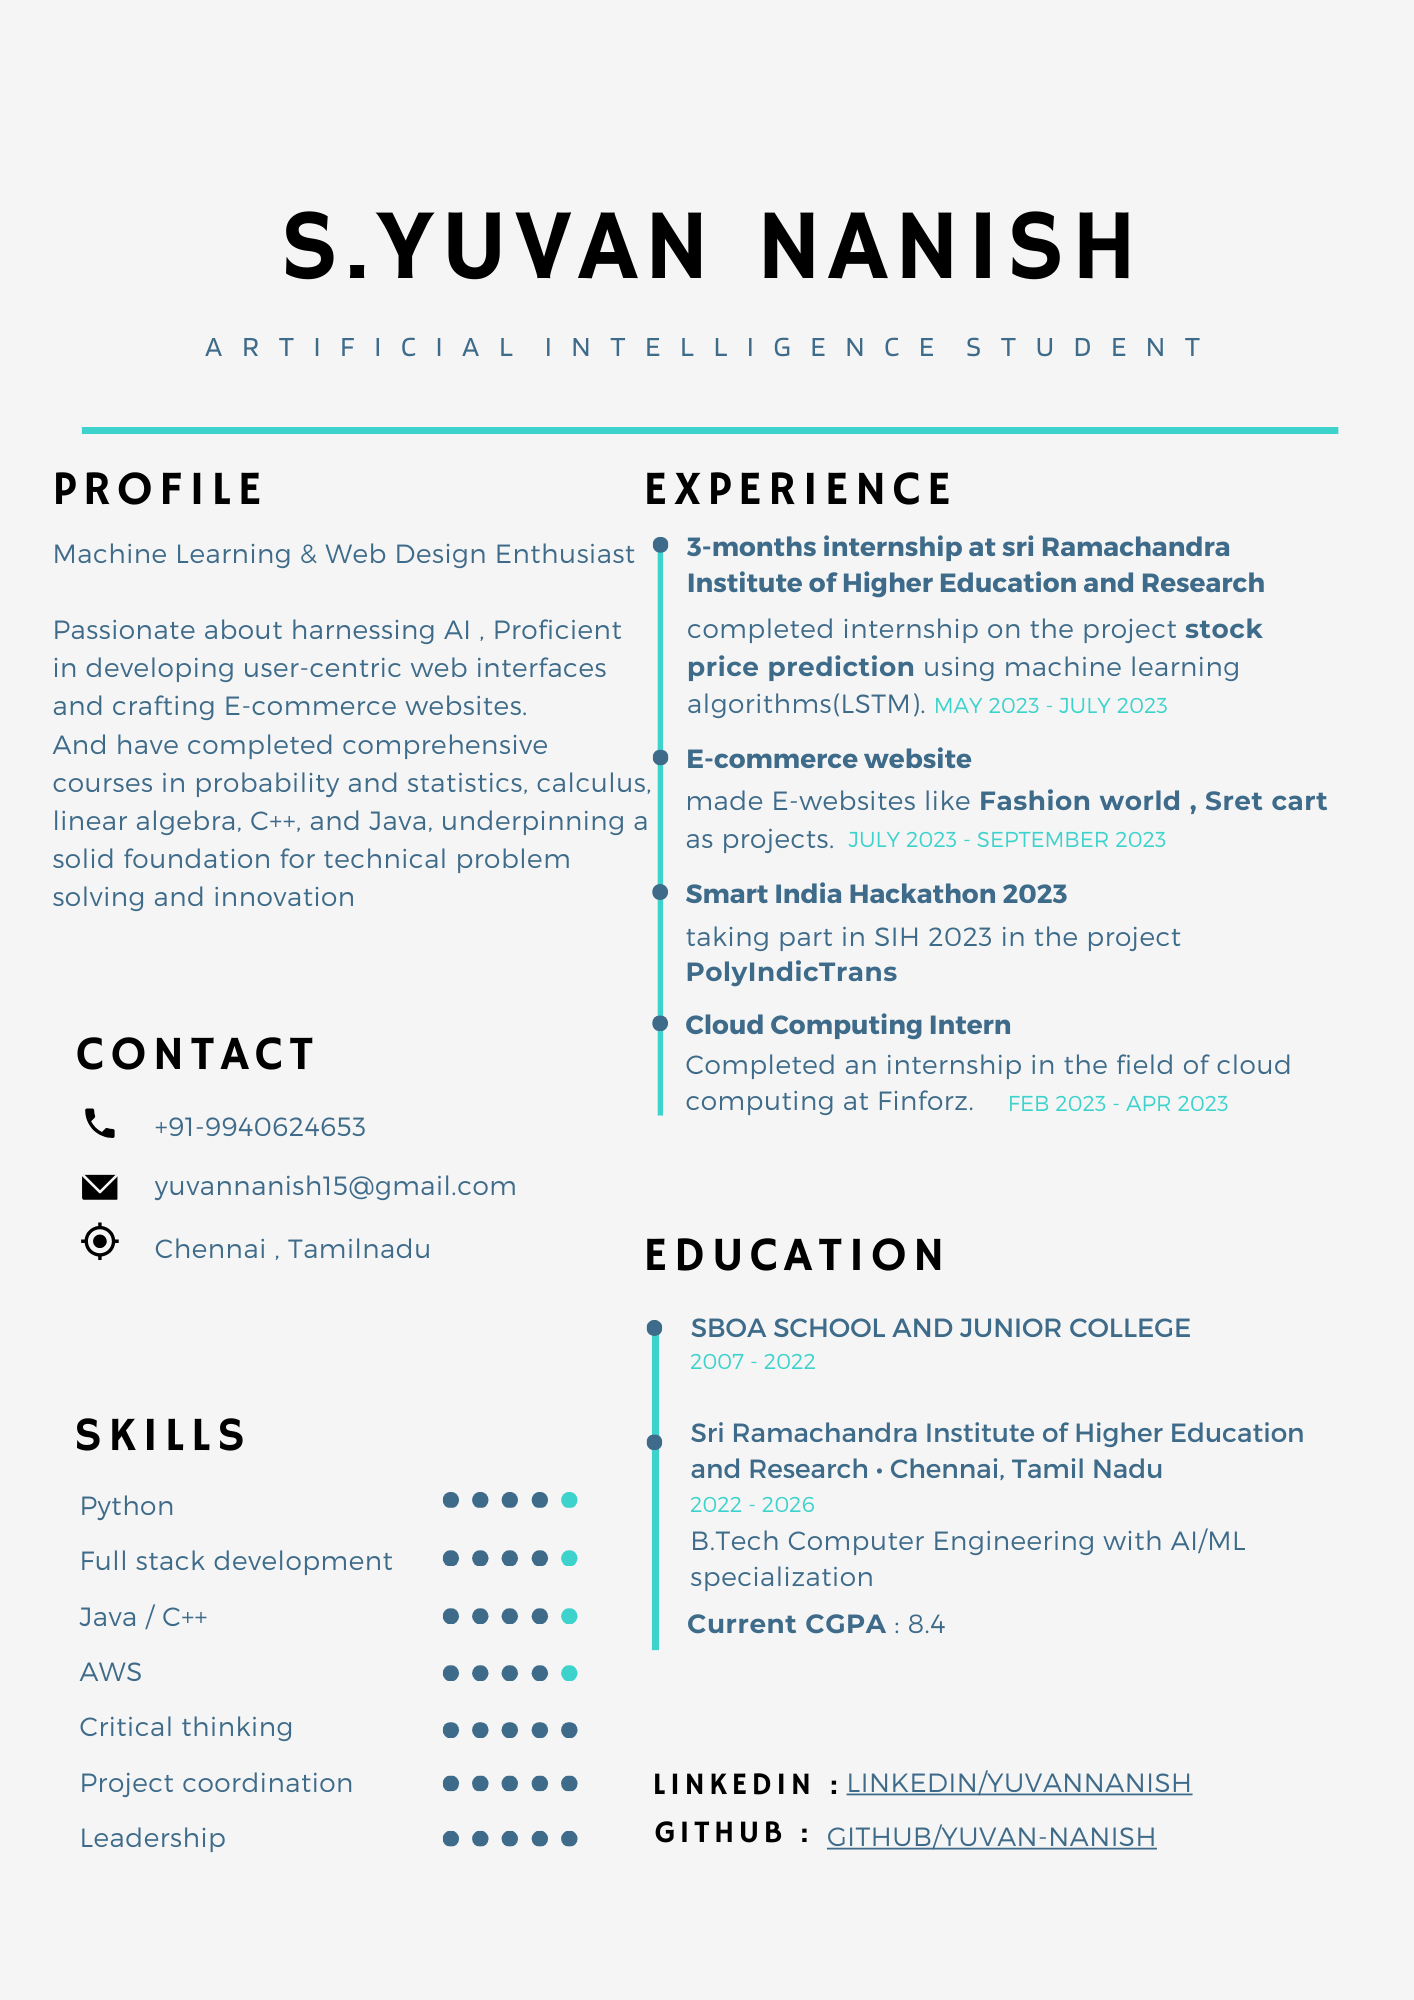 S.YUVAN NANISH
ARTIFICIAL INTELLIGENCE STUDENT
PROFILE
Machine Learning & Web Design Enthusiast
Passionate about harnessing AI , Proficient
in developing user-centric web interfaces
and crafting E-commerce websites.
And have completed comprehensive
courses in probability and statistics, calculus,
linear algebra, C++, and Java, underpinning a
solid foundation for technical problem
solving and innovation
CONTACT
+91-9940624653
yuvannanish15@gmail.com
Chennai , Tamilnadu
SKILLS
Python
Full stack development
Java / C++
AWS
Critical thinking
Project coordination
Leadership
EXPERIENCE
3-months internship at sri Ramachandra
Institute of Higher Education and Research
completed internship on the project stock
price prediction using machine learning
algorithms(LSTM). MAY 2023 - JULY 2023
E-commerce website
made E-websites like Fashion world , Sret cart
as projects. JULY 2023 - SEPTEMBER 2023
Smart India Hackathon 2023
taking part in SIH 2023 in the project
PolyIndicTrans
Cloud Computing Intern
Completed an internship in the field of cloud
computing at Finforz. FEB 2023 - APR 2023
EDUCATION
SBOA SCHOOL AND JUNIOR COLLEGE
2007 - 2022
Sri Ramachandra Institute of Higher Education
and Research • Chennai, Tamil Nadu
2022 - 2026
B.Tech Computer Engineering with AI/ML
specialization
Current CGPA : 8.4
LINKEDIN : LINKEDIN/YUVANNANISH
GITHUB : GITHUB/YUVAN-NANISH